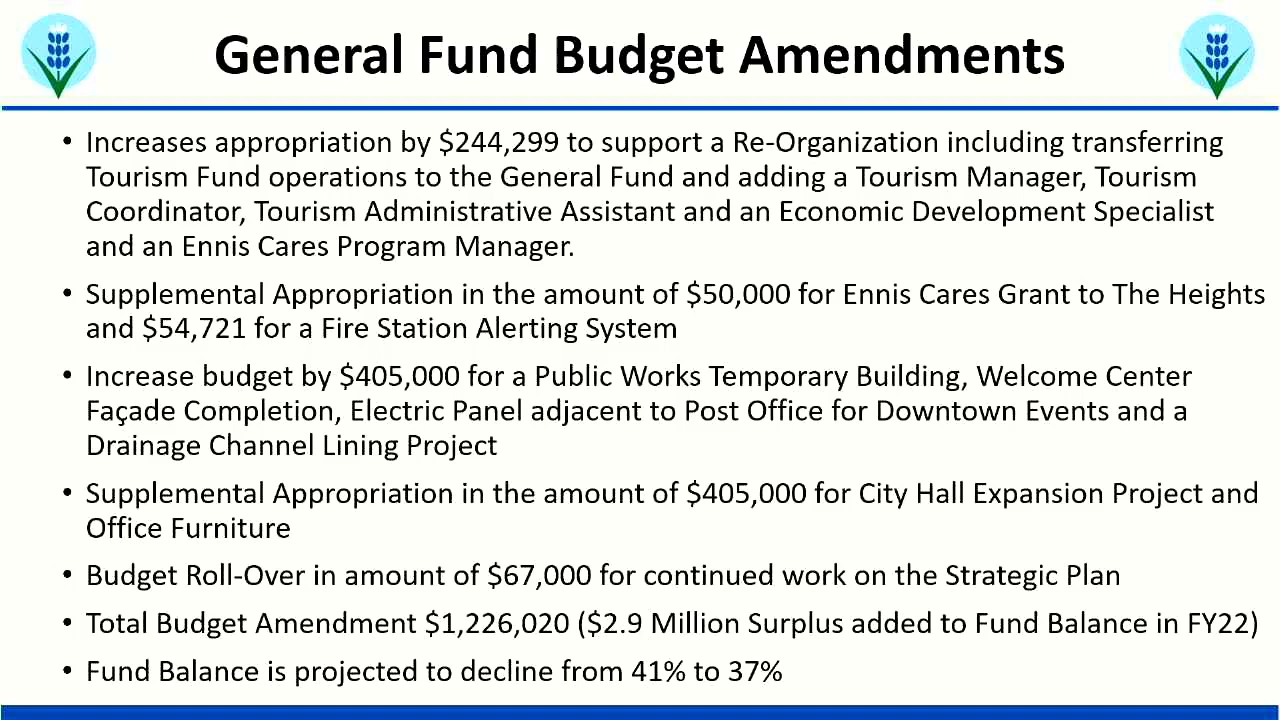 General Fund Budget Amendments
• Increases appropriation by $244,299 to support a Re-Organization including transferring
Tourism Fund operations to the General Fund and adding a Tourism Manager, Tourism
Coordinator, Tourism Administrative Assistant and an Economic Development Specialist
and an Ennis Cares Program Manager.
• Supplemental Appropriation in the amount of $50,000 for Ennis Cares Grant to The Heights
and $54,721 for a Fire Station Alerting System
• Increase budget by $405,000 for a Public Works Temporary Building, Welcome Center
Façade Completion, Electric Panel adjacent to Post Office for Downtown Events and a
Drainage Channel Lining Project
• Supplemental Appropriation in the amount of $405,000 for City Hall Expansion Project and
Office Furniture
• Budget Roll-Over in amount of $67,000 for continued work on the Strategic Plan
• Total Budget Amendment $1,226,020 ($2.9 Million Surplus added to Fund Balance in FY22)
• Fund Balance is projected to decline from 41% to 37%